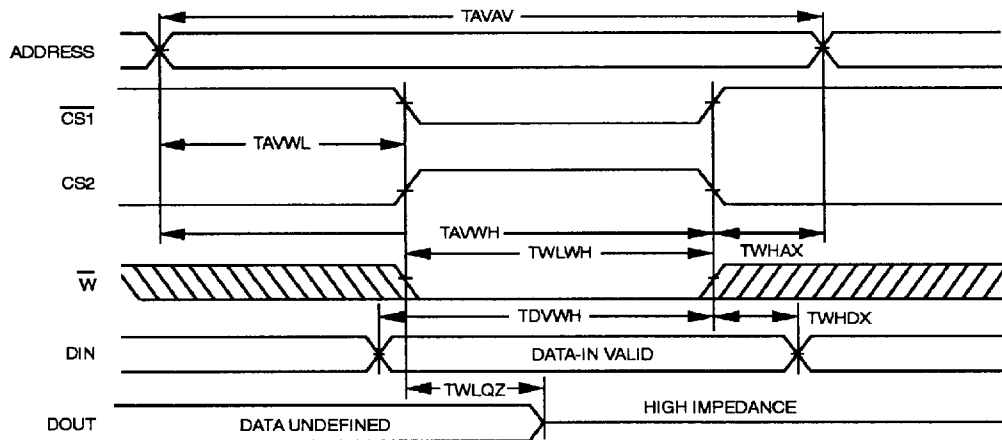 TAVAV
ADDRESS
CS1
TAVWL
CS2
TAVWH
TWLWH
TWHAX
W
TDVWH
TWHDX
DIN
DATA-IN VALID
TWLQZ
HIGH IMPEDANCE
DOUT
DATA UNDEFINED